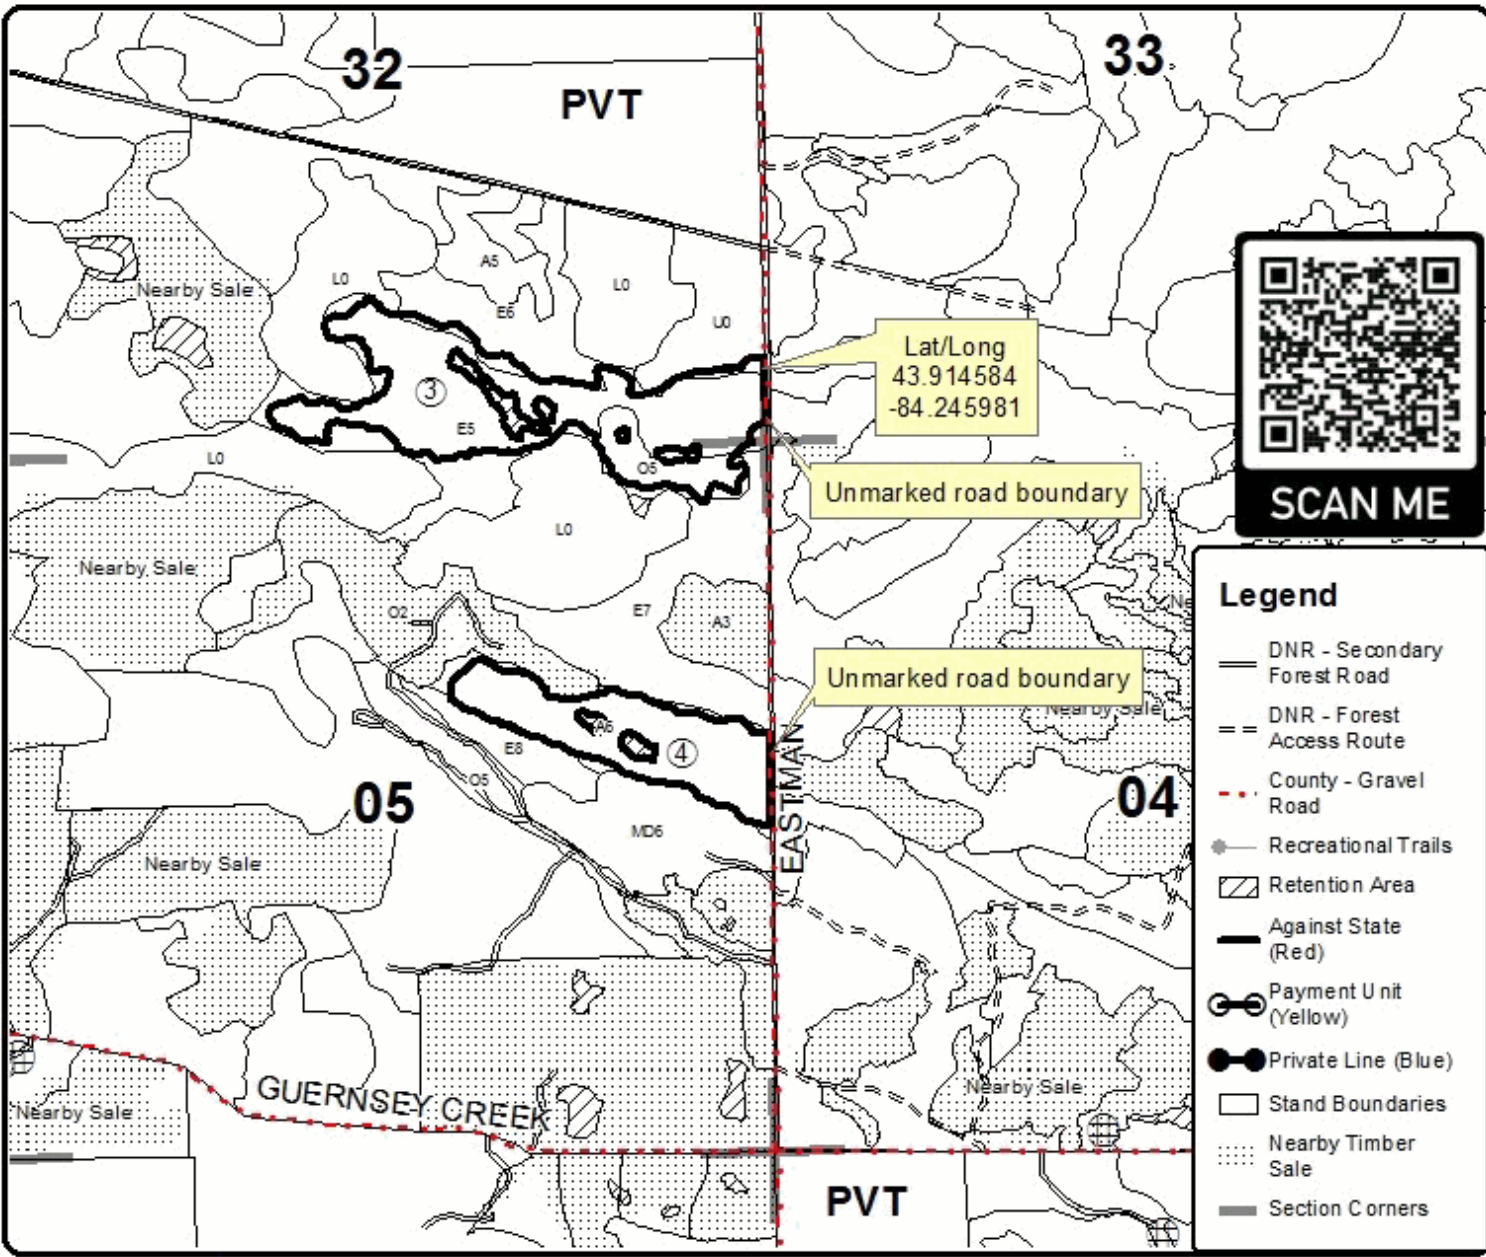 32
33
PVT
A5
L0
L0
Nearby Sale
E6
U0
Lat/Long
43.914584
-84.245981
3
E5
L0
O5
Unmarked road boundary
SCAN ME
L0
Nearby Sale
O2
E7
A3
Unmarked road boundary
Nearby Sale
A6
4
E8
O5
EASTMAN
05
04
MD6
Nearby Sale
GUERNSEY CREEK
Nearby Sale
Nearby Sale
PVT
Legend
DNR - Secondary
Forest Road
DNR - Forest
Access Route
County - Gravel
Road
Recreational Trails
Retention Area
Against State
(Red)
Payment Unit
(Yellow)
Private Line (Blue)
Stand Boundaries
Nearby Timber
Sale
Section Corners